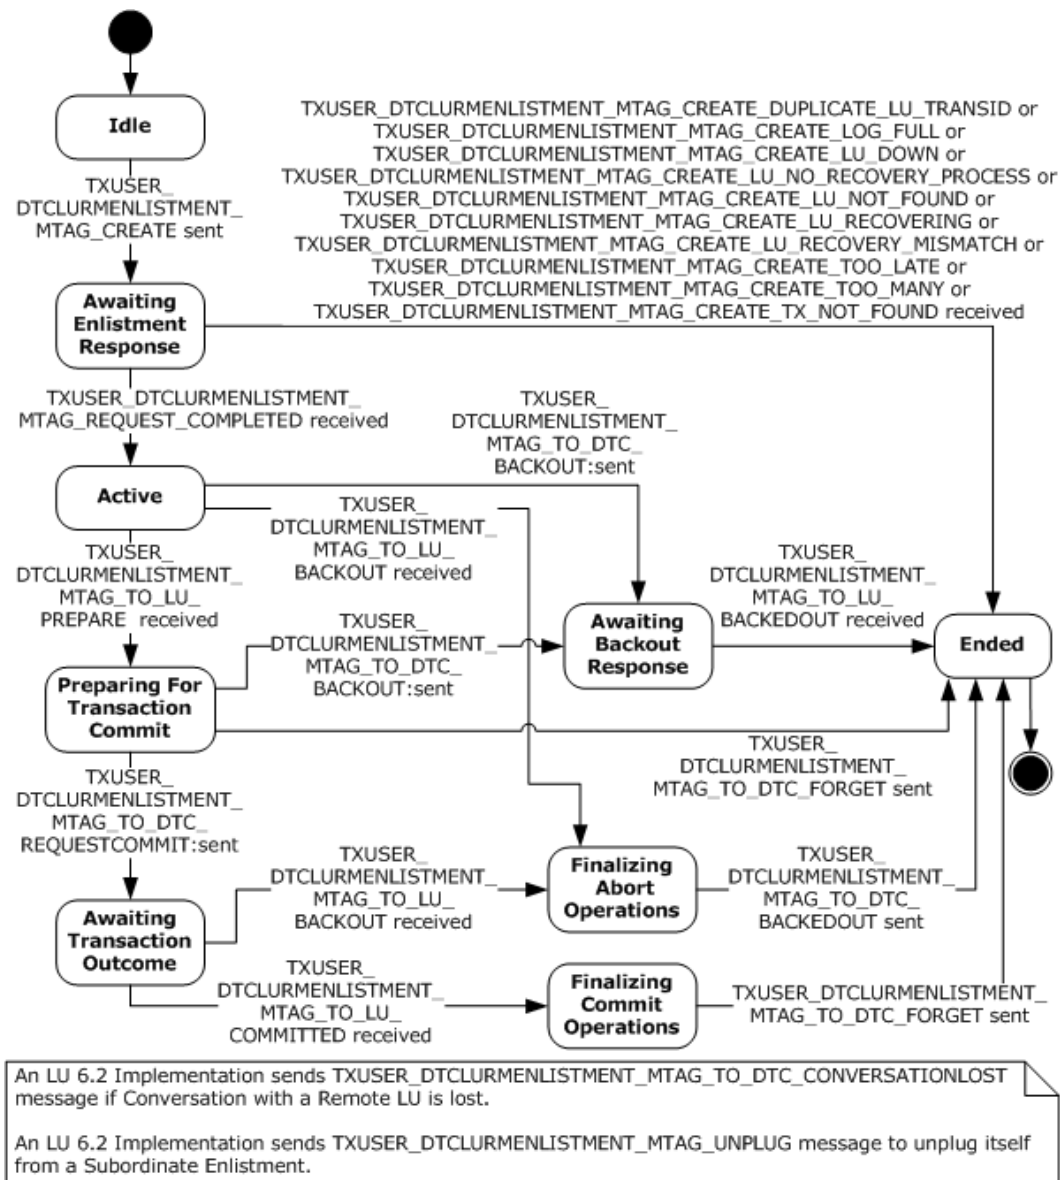 Idle
TXUSER_
DTCLURMENLISTMENT_
MTAG_CREATE sent
TXUSER_DTCLURMENLISTMENT_MTAG_CREATE_DUPLICATE_LU_TRANSID or
TXUSER_DTCLURMENLISTMENT_MTAG_CREATE_LOG_FULL or
TXUSER_DTCLURMENLISTMENT_MTAG_CREATE_LU_DOWN or
TXUSER_DTCLURMENLISTMENT_MTAG_CREATE_LU_NO_RECOVERY_PROCESS or
TXUSER_DTCLURMENLISTMENT_MTAG_CREATE_LU_NOT_FOUND or
TXUSER_DTCLURMENLISTMENT_MTAG_CREATE_LU_RECOVERING or
TXUSER_DTCLURMENLISTMENT_MTAG_CREATE_LU_RECOVERY_MISMATCH or
TXUSER_DTCLURMENLISTMENT_MTAG_CREATE_TOO_LATE or
TXUSER_DTCLURMENLISTMENT_MTAG_CREATE_TOO_MANY or
TXUSER_DTCLURMENLISTMENT_MTAG_CREATE_TX_NOT_FOUND received
Awaiting
Enlistment
Response
TXUSER_DTCLURMENLISTMENT_
MTAG_REQUEST_COMPLETED received
TXUSER_
DTCLURMENLISTMENT_
MTAG_TO_DTC_
BACKOUT:sent
Active
TXUSER_
DTCLURMENLISTMENT_
MTAG_TO_LU_
BACKOUT received
TXUSER_
DTCLURMENLISTMENT_
MTAG_TO_LU_
PREPARE received
TXUSER_
DTCLURMENLISTMENT_
MTAG_TO_LU_
BACKEDOUT received
TXUSER_
DTCLURMENLISTMENT_
MTAG_TO_DTC_
BACKOUT:sent
Awaiting
Backout
Response
Ended
Preparing For
Transaction
Commit
TXUSER_
DTCLURMENLISTMENT_
MTAG_TO_DTC_FORGET sent
TXUSER_
DTCLURMENLISTMENT_
MTAG_TO_DTC_
REQUESTCOMMIT:sent
TXUSER_
DTCLURMENLISTMENT_
MTAG_TO_LU_
BACKOUT received
Finalizing
Abort
Operations
TXUSER_
DTCLURMENLISTMENT_
MTAG_TO_DTC_
BACKEDOUT sent
Awaiting
Transaction
Outcome
TXUSER_
DTCLURMENLISTMENT_
MTAG_TO_LU_
COMMITTED received
Finalizing
Commit
Operations
TXUSER_DTCLURMENLISTMENT_
MTAG_TO_DTC_FORGET sent
An LU 6.2 Implementation sends TXUSER_DTCLURMENLISTMENT_MTAG_TO_DTC_CONVERSATIONLOST
message if Conversation with a Remote LU is lost.
An LU 6.2 Implementation sends TXUSER_DTCLURMENLISTMENT_MTAG_UNPLUG message to unplug itself
from a Subordinate Enlistment.